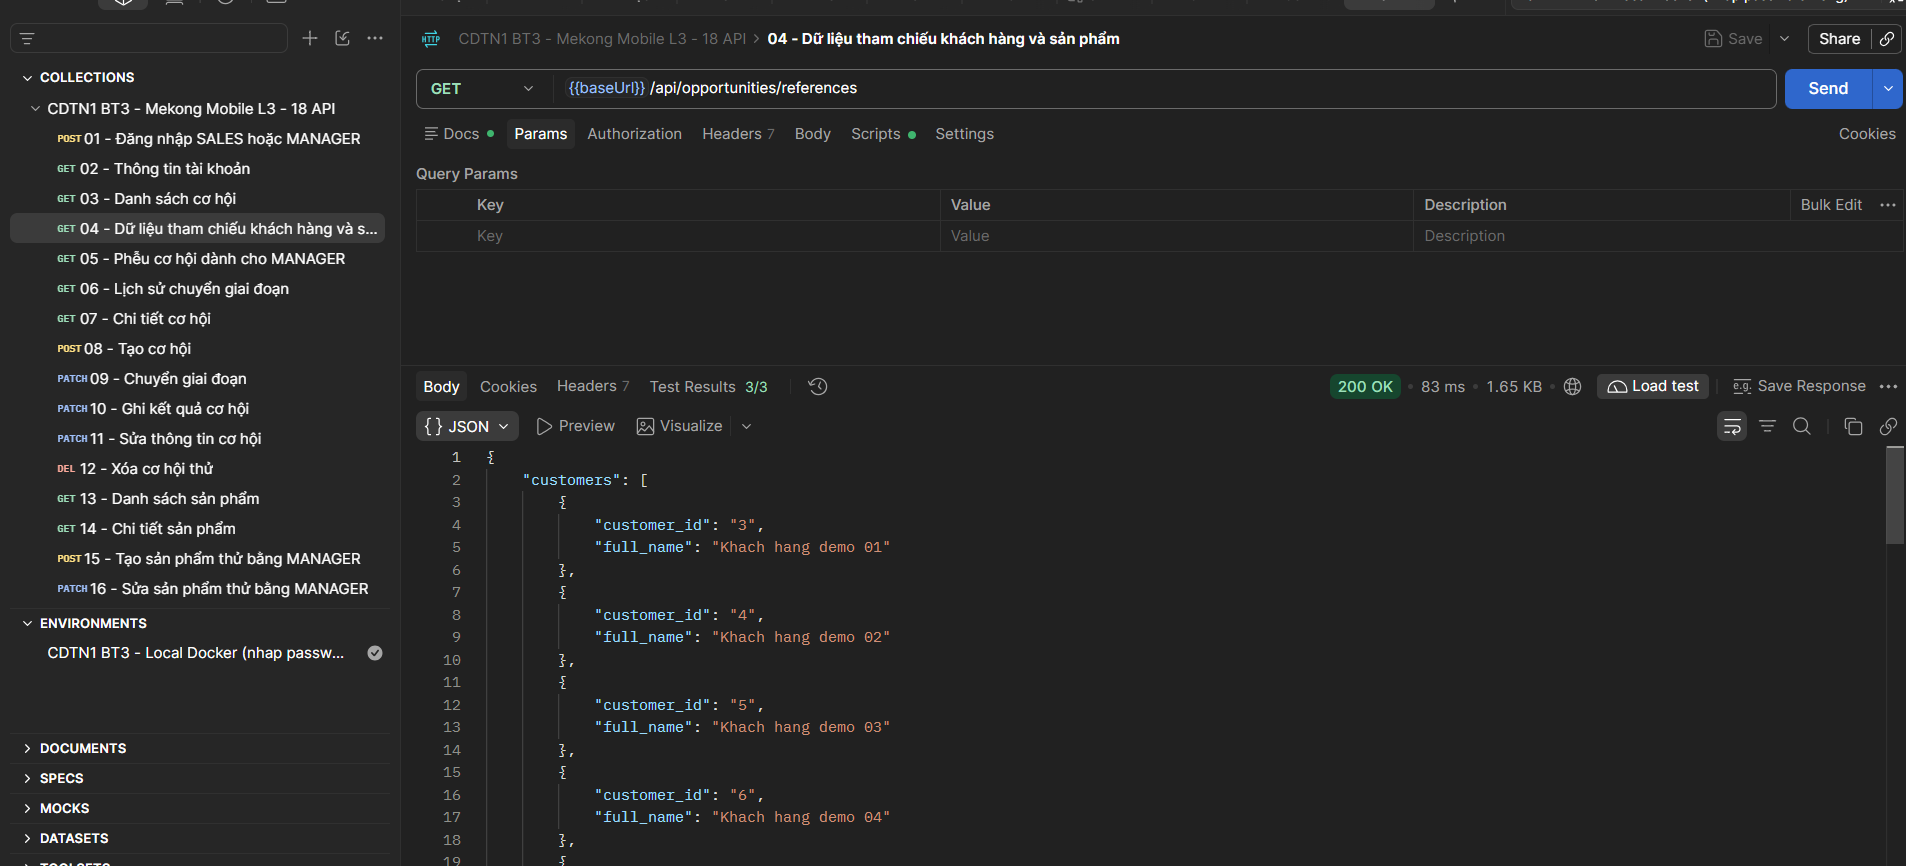 CDTN1 BT3 - Mekong Mobile L3 - 18 API > 04 - Dữ liệu tham chiếu khách hàng và sản phẩm
Save
Share
COLLECTIONS
CDTN1 BT3 - Mekong Mobile L3 - 18 API
POST 01 - Đăng nhập SALES hoặc MANAGER
GET 02 - Thông tin tài khoản
GET 03 - Danh sách cơ hội
GET 04 - Dữ liệu tham chiếu khách hàng và s...
GET 05 - Phễu cơ hội dành cho MANAGER
GET 06 - Lịch sử chuyển giai đoạn
GET 07 - Chi tiết cơ hội
POST 08 - Tạo cơ hội
PATCH 09 - Chuyển giai đoạn
PATCH 10 - Ghi kết quả cơ hội
PATCH 11 - Sửa thông tin cơ hội
DEL 12 - Xóa cơ hội thử
GET 13 - Danh sách sản phẩm
GET 14 - Chi tiết sản phẩm
POST 15 - Tạo sản phẩm thử bằng MANAGER
PATCH 16 - Sửa sản phẩm thử bằng MANAGER
ENVIRONMENTS
CDTN1 BT3 - Local Docker (nhap passw...
DOCUMENTS
SPECS
MOCKS
DATASETS
HTTP
GET {{baseUrl}} /api/opportunities/references
Send
Docs Params Authorization Headers 7 Body Scripts Settings Cookies
Query Params
Key Value Description Bulk Edit
Key Value Description
Body Cookies Headers 7 Test Results 3/3
200 OK 83 ms 1.65 KB Load test e.g. Save Response
{} JSON Preview Visualize
1 {
2 "customers": [
3 {
4 "customer_id": "3",
5 "full_name": "Khach hang demo 01"
6 },
7 {
8 "customer_id": "4",
9 "full_name": "Khach hang demo 02"
10 },
11 {
12 "customer_id": "5",
13 "full_name": "Khach hang demo 03"
14 },
15 {
16 "customer_id": "6",
17 "full_name": "Khach hang demo 04"
18 },
19 {